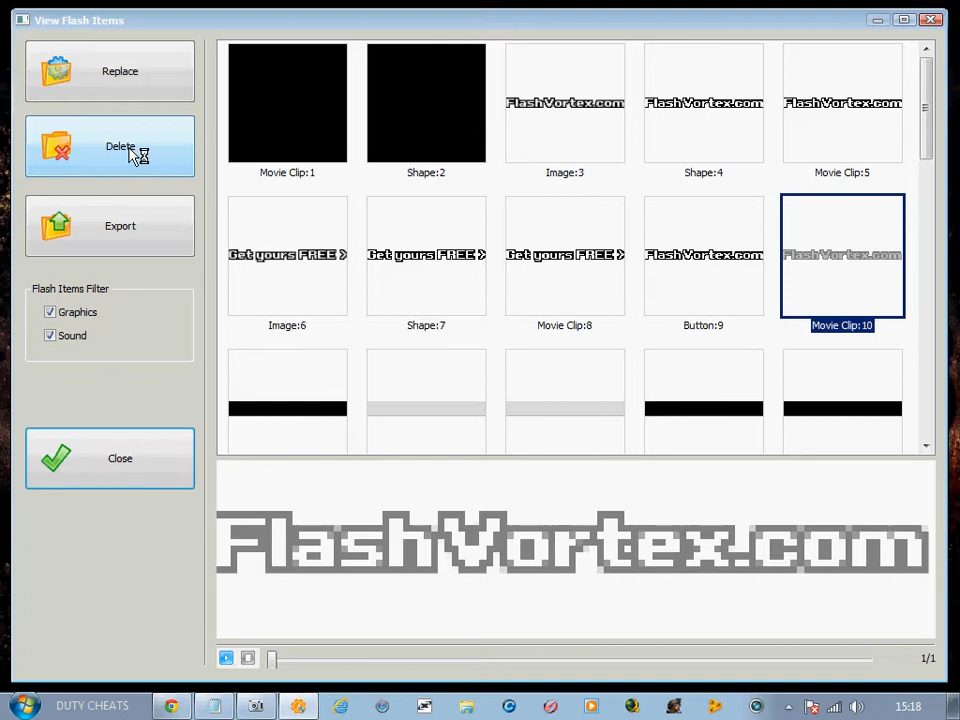 View Flash Items
Replace
Delete
Export
Flash Items Filter
Graphics
Sound
Close
FlashVortex.com
FlashVortex.com
FlashVortex.com
Movie Clip:1
Shape:2
Image:3
Shape:4
Movie Clip:5
Get yours FREE
Get yours FREE
Get yours FREE
FlashVortex.com
FlashVortex.com
Image:6
Shape:7
Movie Clip:8
Button:9
Movie Clip:10
FlashVortex.com
1/1
DUTY CHEATS
15:18